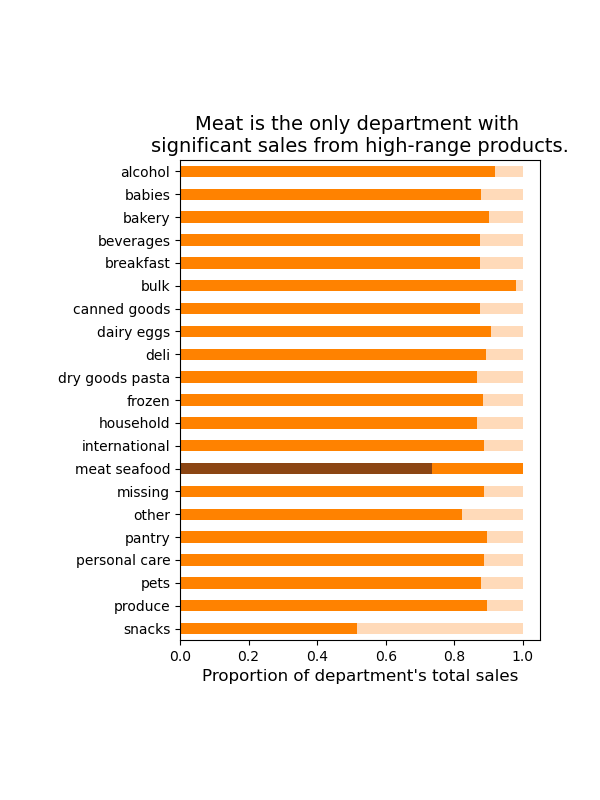 Meat is the only department with
significant sales from high-range products.
alcohol
babies
bakery
beverages
breakfast
bulk
canned goods
dairy eggs
deli
dry goods pasta
frozen
household
international
meat seafood
missing
other
pantry
personal care
pets
produce
snacks
0.0 0.2 0.4 0.6 0.8 1.0
Proportion of department's total sales